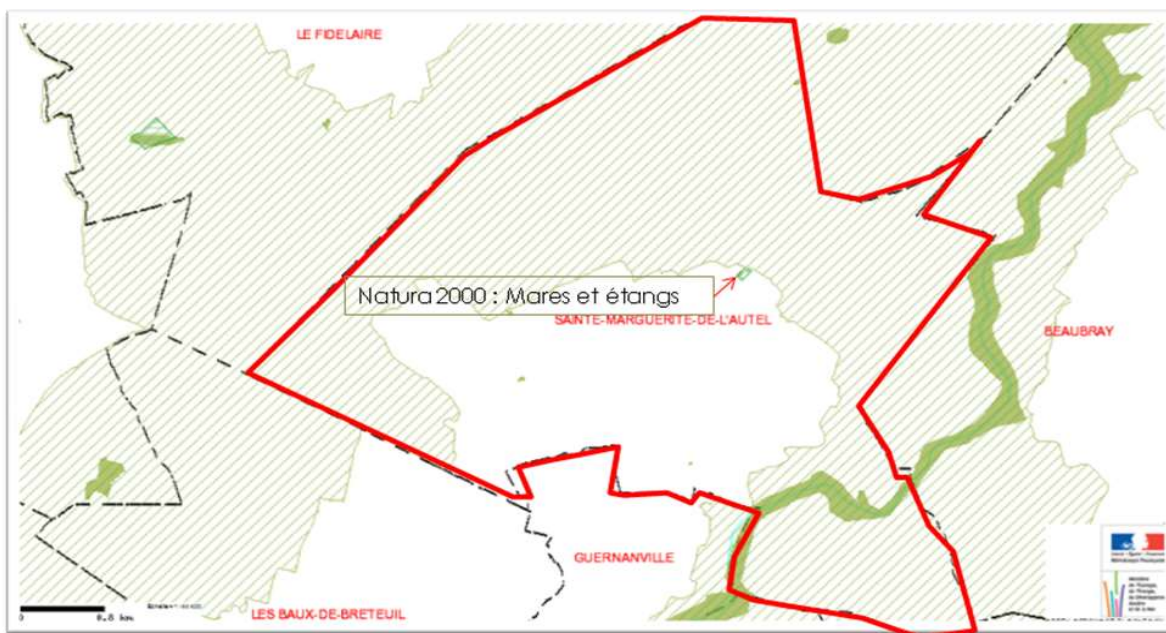 LE FIDELAIRE
Natura 2000 : Mares et étangs
SAINTE-MARGUERITE-DE-L'AUTEL
BEAUBRAY
GUERNANVILLE
LES BAUX-DE-BRETEUIL
0.8 km